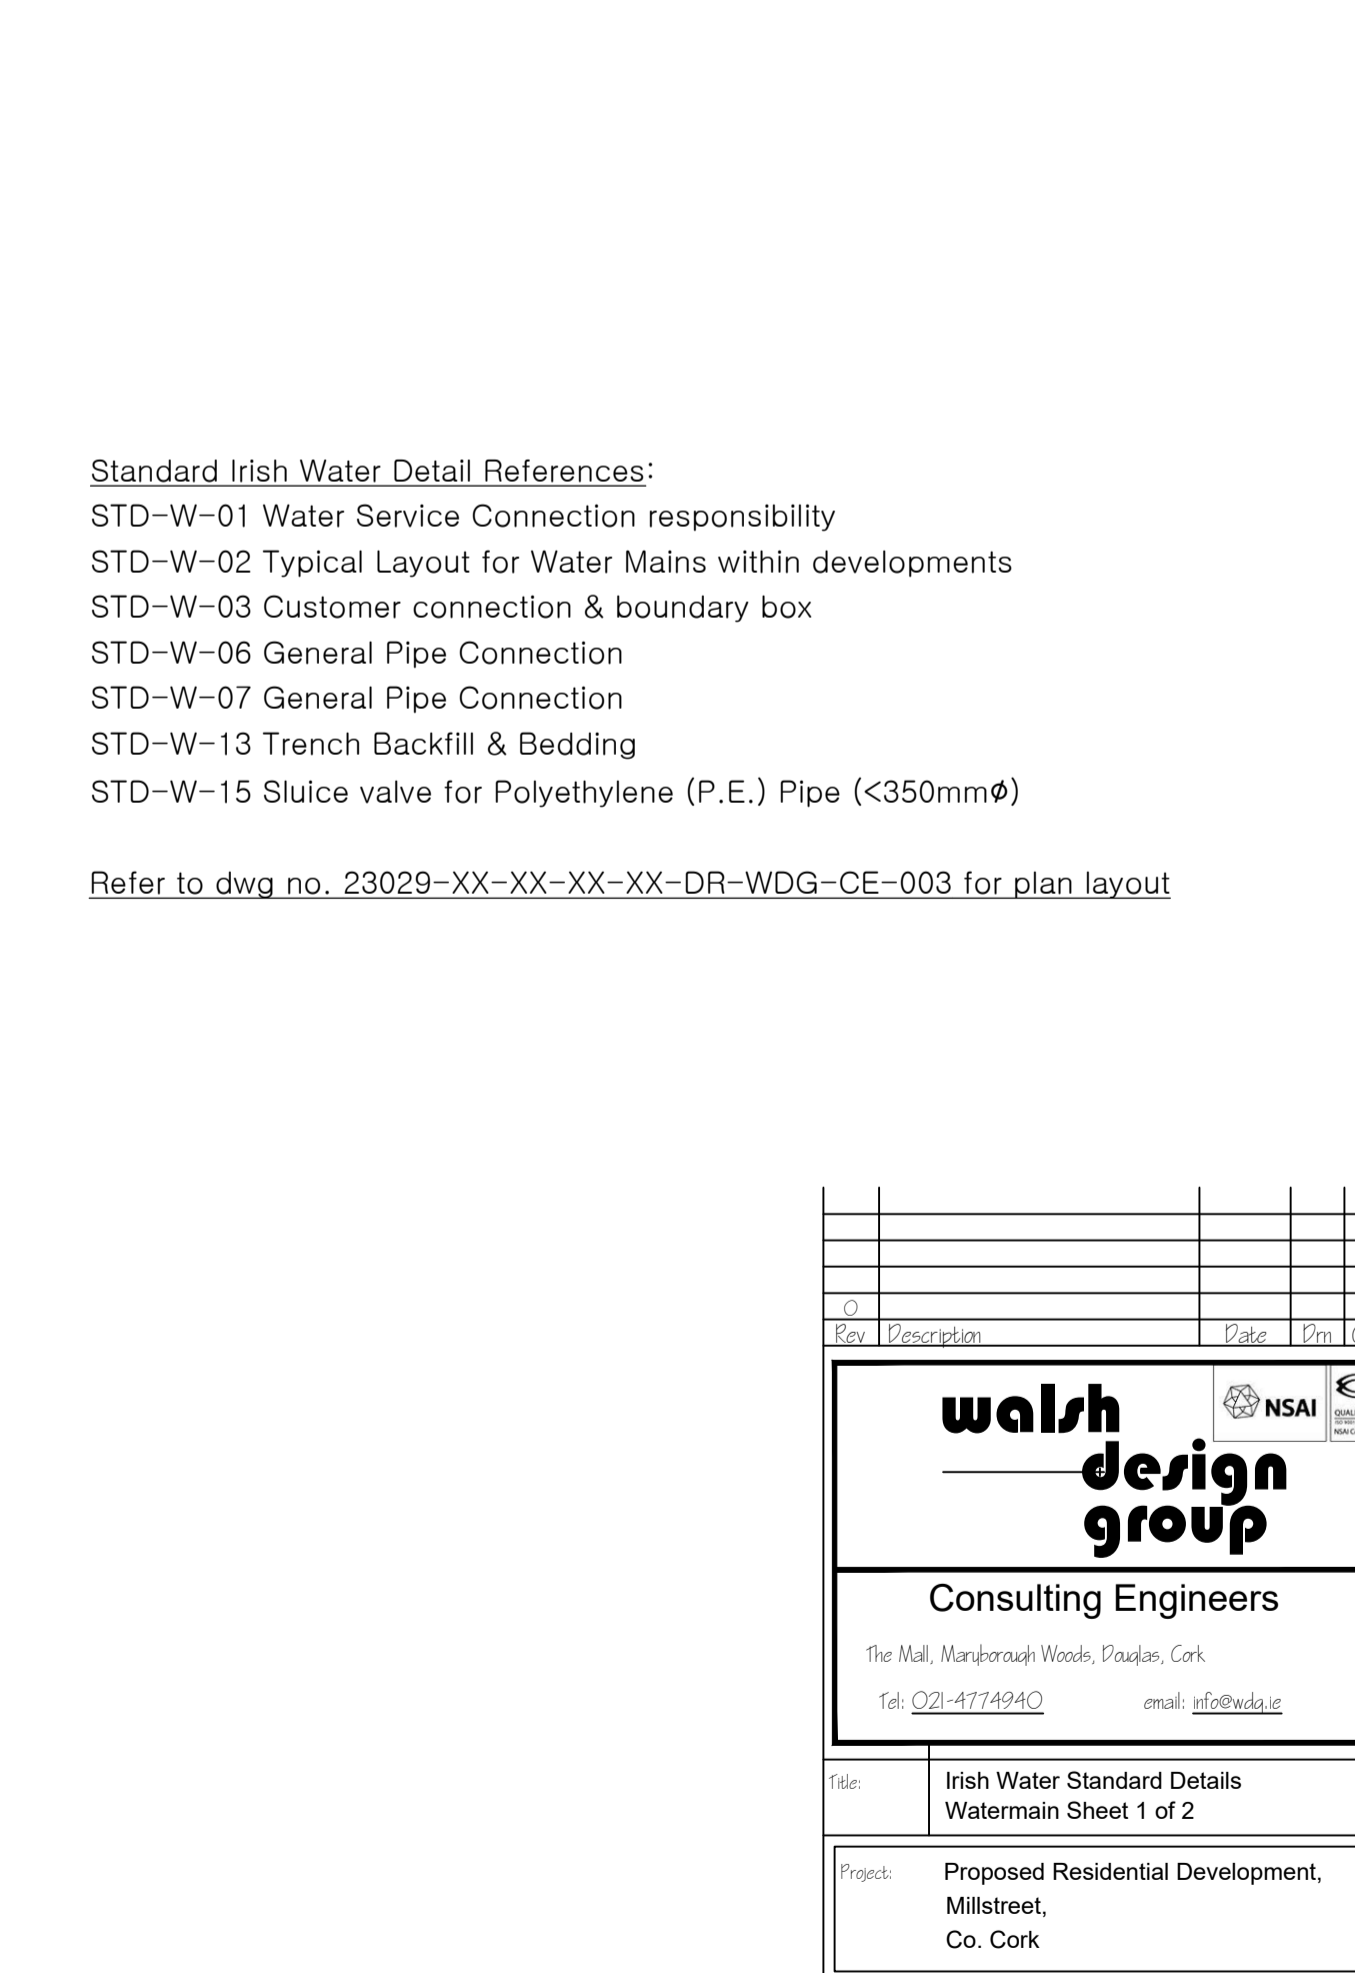 Standard Irish Water Detail References:
STD-W-01 Water Service Connection responsibility
STD-W-02 Typical Layout for Water Mains within developments
STD-W-03 Customer connection & boundary box
STD-W-06 General Pipe Connection
STD-W-07 General Pipe Connection
STD-W-13 Trench Backfill & Bedding
STD-W-15 Sluice valve for Polyethylene (P.E.) Pipe (<350mmø)
Refer to dwg no. 23029-XX-XX-XX-XX-DR-WDG-CE-003 for plan layout
0
Rev Description Date Drn
walsh
design
group
NSAI
Consulting Engineers
The Mall, Maryborough Woods, Douglas, Cork
Tel: 021-4774940 email: info@wdg.ie
Title: Irish Water Standard Details
Watermain Sheet 1 of 2
Project: Proposed Residential Development,
Millstreet,
Co. Cork